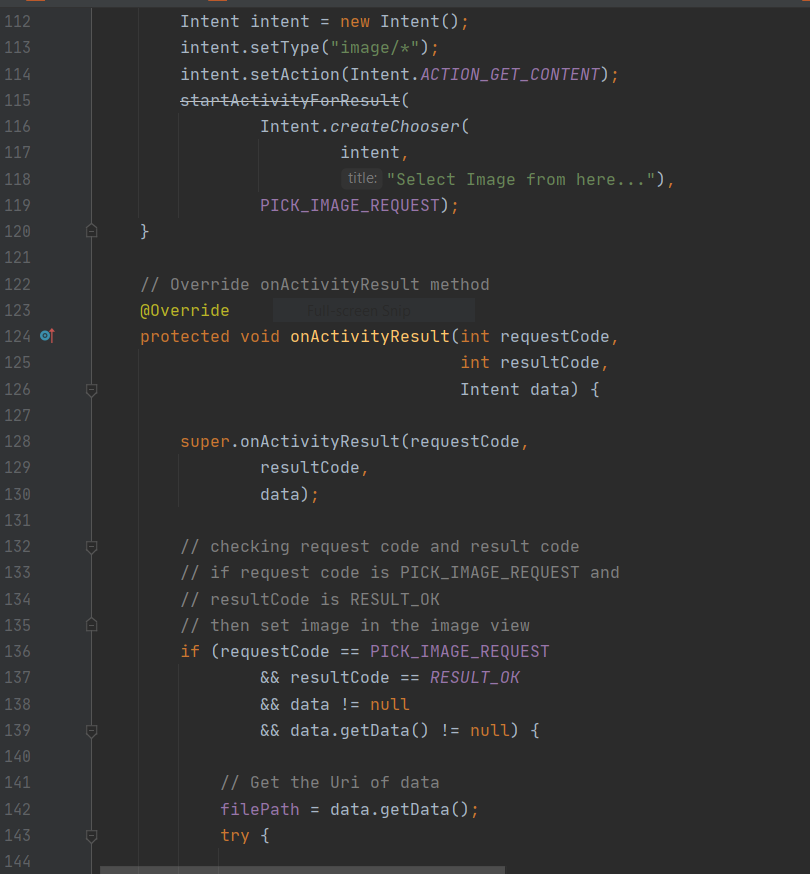 112 Intent intent = new Intent();
113 intent.setType("image/*");
114 intent.setAction(Intent.ACTION_GET_CONTENT);
115 startActivityForResult(
116 Intent.createChooser(
117 intent,
118 title: "Select Image from here..."),
119 PICK_IMAGE_REQUEST);
120 }
121
122 // Override onActivityResult method
123 @Override Full-screen Snip
124 protected void onActivityResult(int requestCode,
125 int resultCode,
126 Intent data) {
127
128 super.onActivityResult(requestCode,
129 resultCode,
130 data);
131
132 // checking request code and result code
133 // if request code is PICK_IMAGE_REQUEST and
134 // resultCode is RESULT_OK
135 // then set image in the image view
136 if (requestCode == PICK_IMAGE_REQUEST
137 && resultCode == RESULT_OK
138 && data != null
139 && data.getData() != null) {
140
141 // Get the Uri of data
142 filePath = data.getData();
143 try {
144